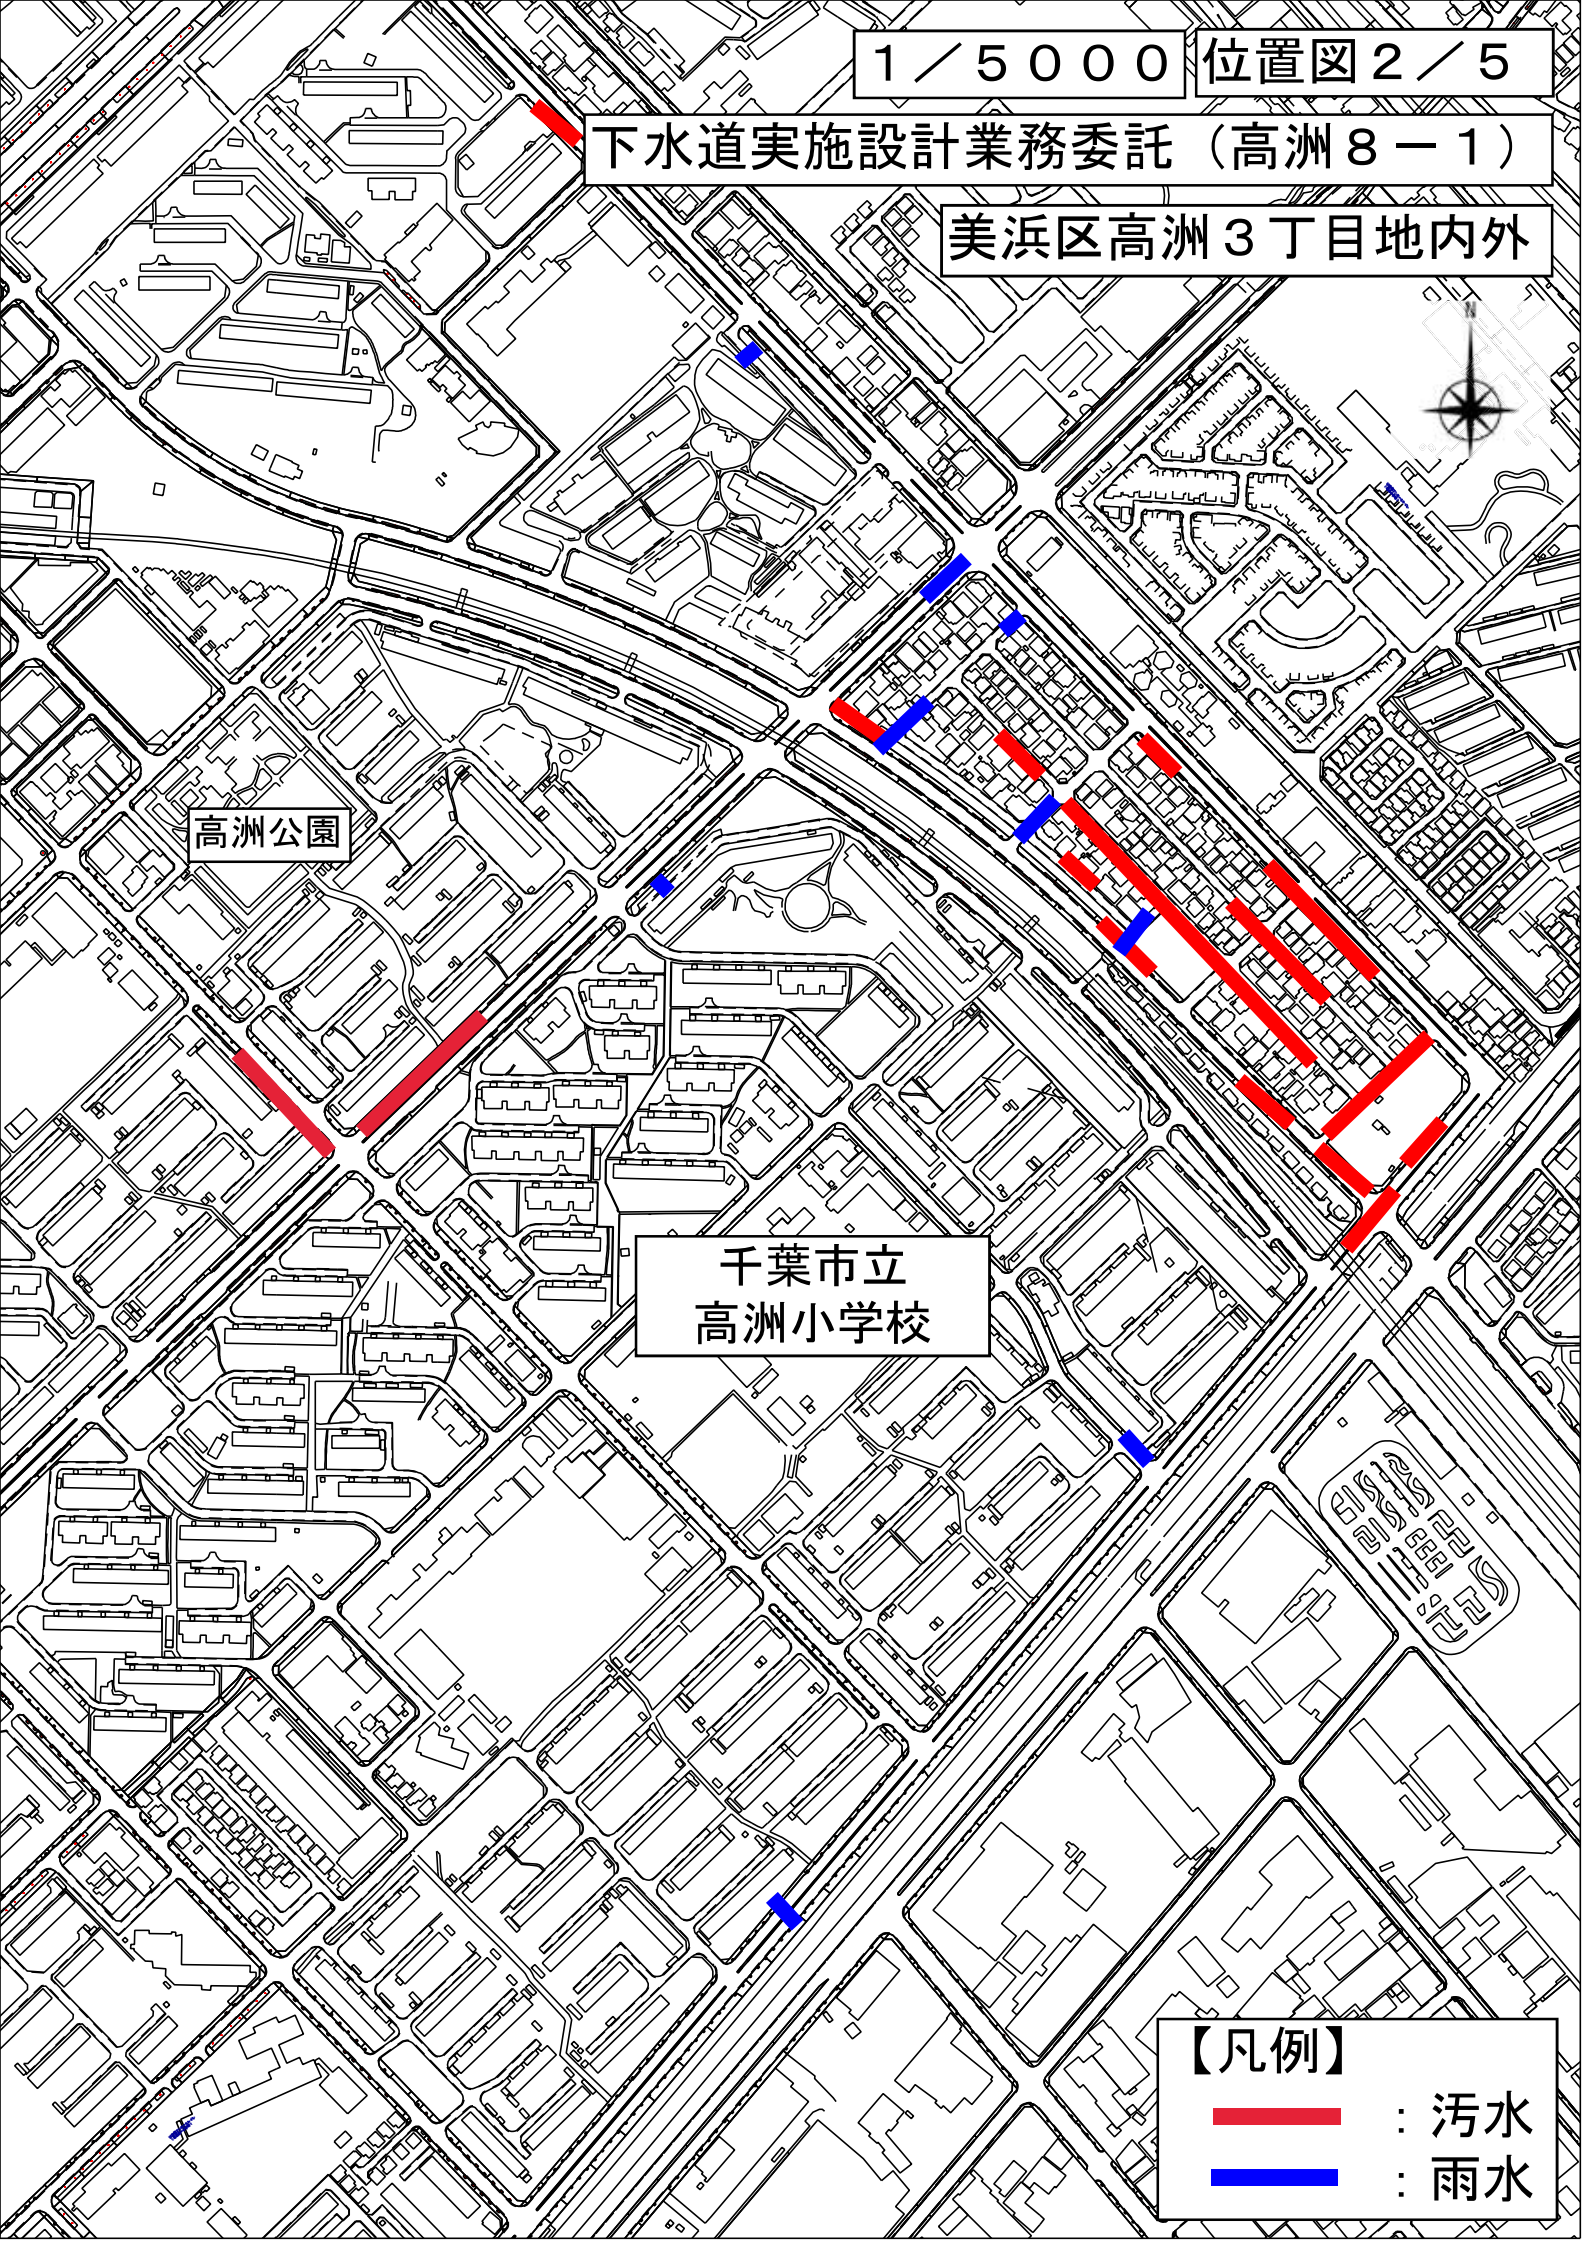 １／５０００
位置図２／５
下水道実施設計業務委託（高洲８－１）
美浜区高洲３丁目地内外
N
高洲公園
千葉市立
高洲小学校
【凡例】
：汚水
：雨水